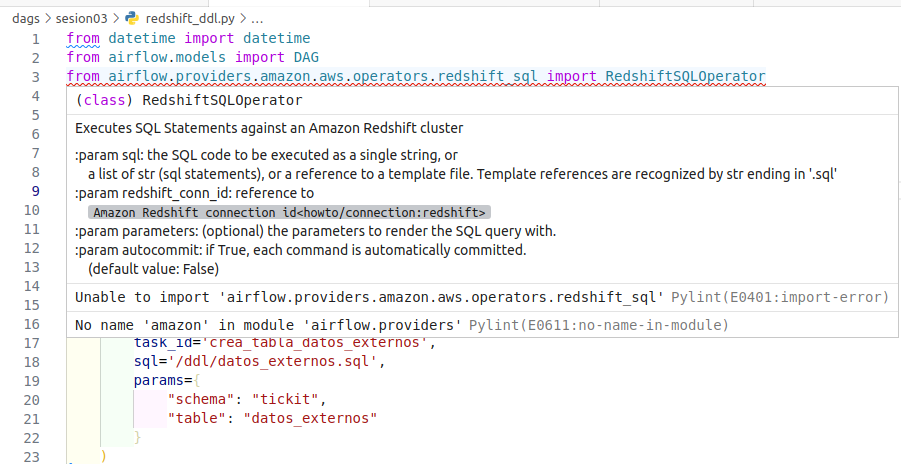 dags > sesion03 > redshift_ddl.py > ...
1 from datetime import datetime
2 from airflow.models import DAG
3 from airflow.providers.amazon.aws.operators.redshift_sql import RedshiftSQLOperator
4 (class) RedshiftSQLOperator
5
6 Executes SQL Statements against an Amazon Redshift cluster
7 :param sql: the SQL code to be executed as a single string, or
8 a list of str (sql statements), or a reference to a template file. Template references are recognized by str ending in '.sql'
9 :param redshift_conn_id: reference to
10 Amazon Redshift connection id<howto/connection:redshift>
11 :param parameters: (optional) the parameters to render the SQL query with.
12 :param autocommit: if True, each command is automatically committed.
13 (default value: False)
14
15 Unable to import 'airflow.providers.amazon.aws.operators.redshift_sql' Pylint(E0401:import-error)
16 No name 'amazon' in module 'airflow.providers' Pylint(E0611:no-name-in-module)
17 task_id='crea_tabla_datos_externos',
18 sql='/ddl/datos_externos.sql',
19 params={
20 "schema": "tickit",
21 "table": "datos_externos"
22 }
23 )